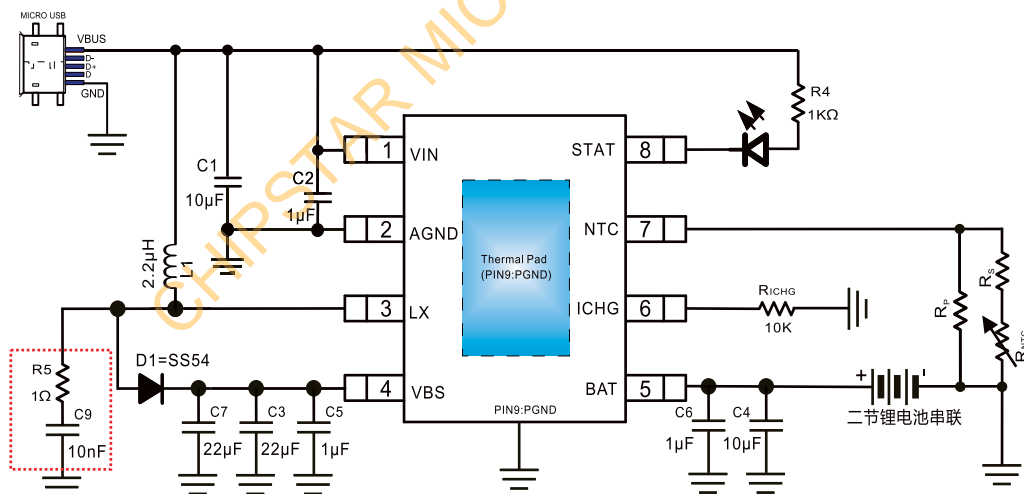 MICRO USB
VBUS
D-
D+
D
GND
CHIPSTAR MIC
R4
1KΩ
C1
10μF
C2
1μF
1 VIN
2 AGND
3 LX
4 VBS
STAT 8
NTC 7
ICHG 6
BAT 5
Thermal Pad
(PIN9:PGND)
PIN9:PGND
2.2μH
L1
R5
1Ω
C9
10nF
D1=SS54
C7
22μF
C3
22μF
C5
1μF
RICHG
10K
RP
RS
RNTC
+ -
二节锂电池串联
C6
1μF
C4
10μF